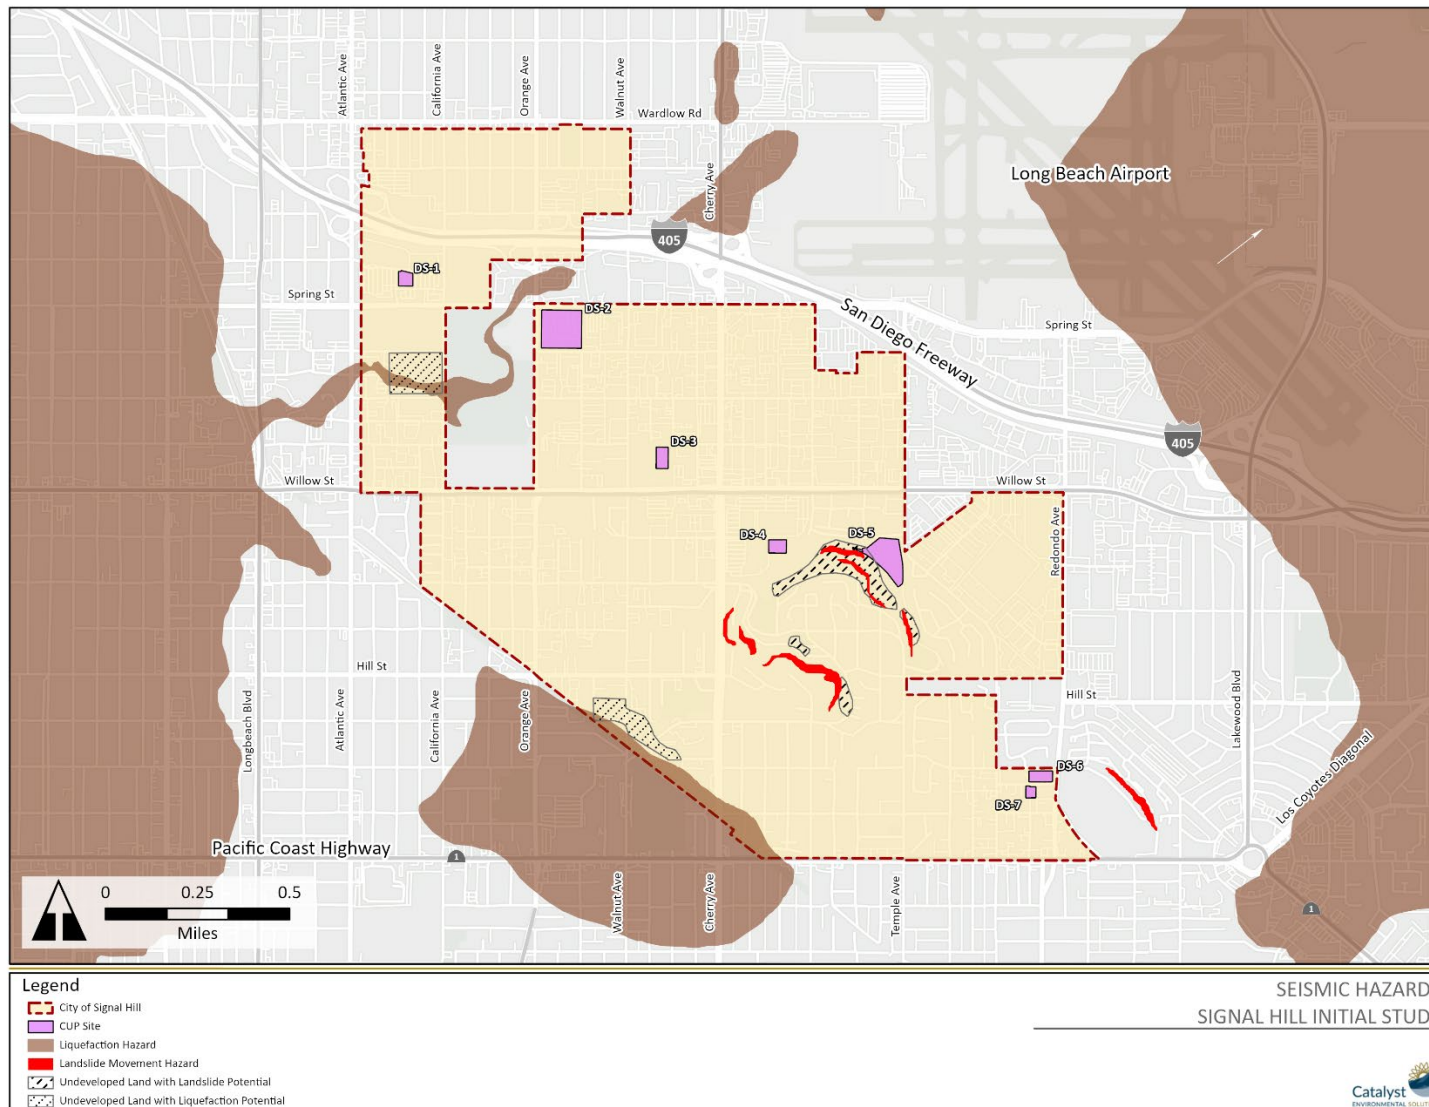 Atlantic Ave
California Ave
Orange Ave
Walnut Ave
Wardlow Rd
Cherry Ave
Long Beach Airport
405
DS-1
Spring St
DS-2
San Diego Freeway
Spring St
DS-3
405
Willow St
Willow St
DS-4
DS-5
Redondo Ave
Hill St
Hill St
Longbeach Blvd
Atlantic Ave
California Ave
Orange Ave
Lakewood Blvd
DS-6
DS-7
Los Coyotes Diagonal
Pacific Coast Highway
1
Walnut Ave
Cherry Ave
Temple Ave
1
0 0.25 0.5
Miles
Legend
City of Signal Hill
CUP Site
Liquefaction Hazard
Landslide Movement Hazard
Undeveloped Land with Landslide Potential
Undeveloped Land with Liquefaction Potential
SEISMIC HAZARD
SIGNAL HILL INITIAL STUD
Catalyst
ENVIRONMENTAL